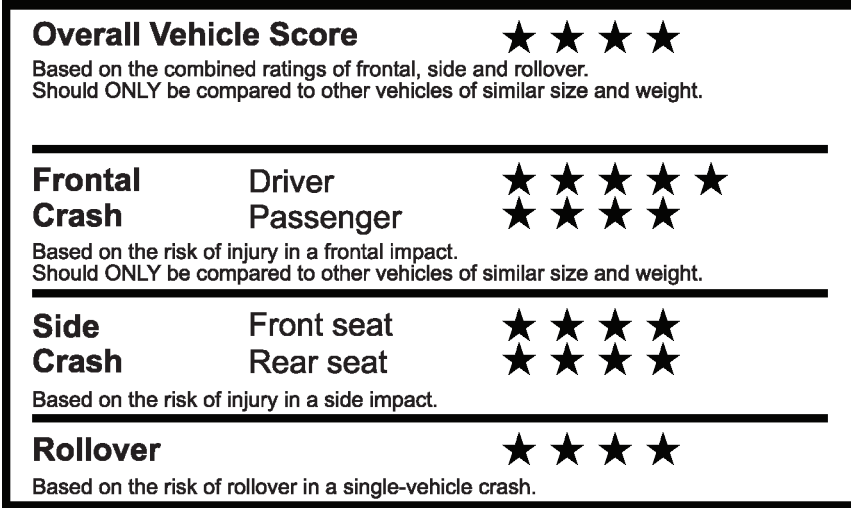 Overall Vehicle Score ★ ★ ★ ★
Based on the combined ratings of frontal, side and rollover.
Should ONLY be compared to other vehicles of similar size and weight.
Frontal Driver ★ ★ ★ ★ ★
Crash Passenger ★ ★ ★ ★
Based on the risk of injury in a frontal impact.
Should ONLY be compared to other vehicles of similar size and weight.
Side Front seat ★ ★ ★ ★
Crash Rear seat ★ ★ ★ ★
Based on the risk of injury in a side impact.
Rollover ★ ★ ★ ★
Based on the risk of rollover in a single-vehicle crash.